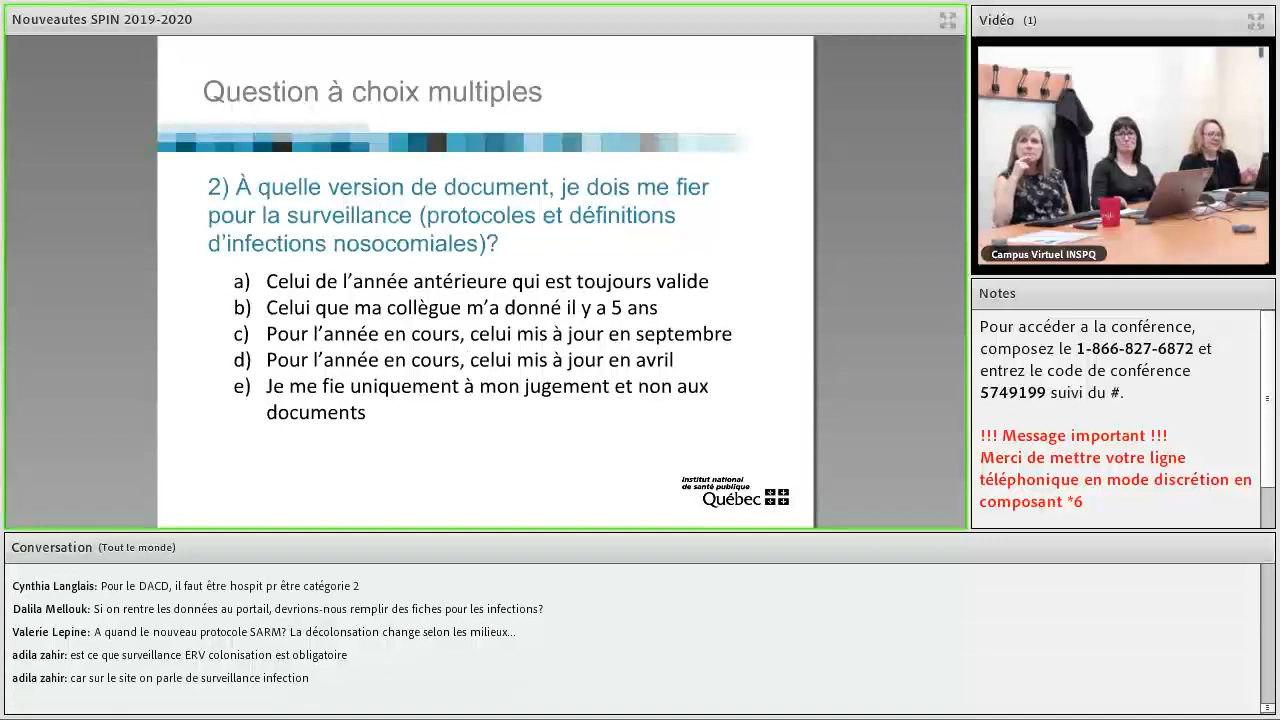 Nouveautes SPIN 2019-2020
Question à choix multiples
2) À quelle version de document, je dois me fier
pour la surveillance (protocoles et définitions
d'infections nosocomiales)?
a) Celui de l'année antérieure qui est toujours valide
b) Celui que ma collègue m'a donné il y a 5 ans
c) Pour l'année en cours, celui mis à jour en septembre
d) Pour l'année en cours, celui mis à jour en avril
e) Je me fie uniquement à mon jugement et non aux
documents
Institut national
de santé publique
Québec
Vidéo (1)
Campus Virtuel INSPQ
Notes
Pour accéder a la conférence,
composez le 1-866-827-6872 et
entrez le code de conférence
5749199 suivi du #.
!!! Message important !!!
Merci de mettre votre ligne
téléphonique en mode discrétion en
composant *6
Conversation (Tout le monde)
Cynthia Langlais: Pour le DACD, il faut être hospit pr être catégorie 2
Dalila Mellouk: Si on rentre les données au portail, devrions-nous remplir des fiches pour les infections?
Valerie Lepine: A quand le nouveau protocole SARM? La décolonsation change selon les milieux...
adila zahir: est ce que surveillance ERV colonisation est obligatoire
adila zahir: car sur le site on parle de surveillance infection